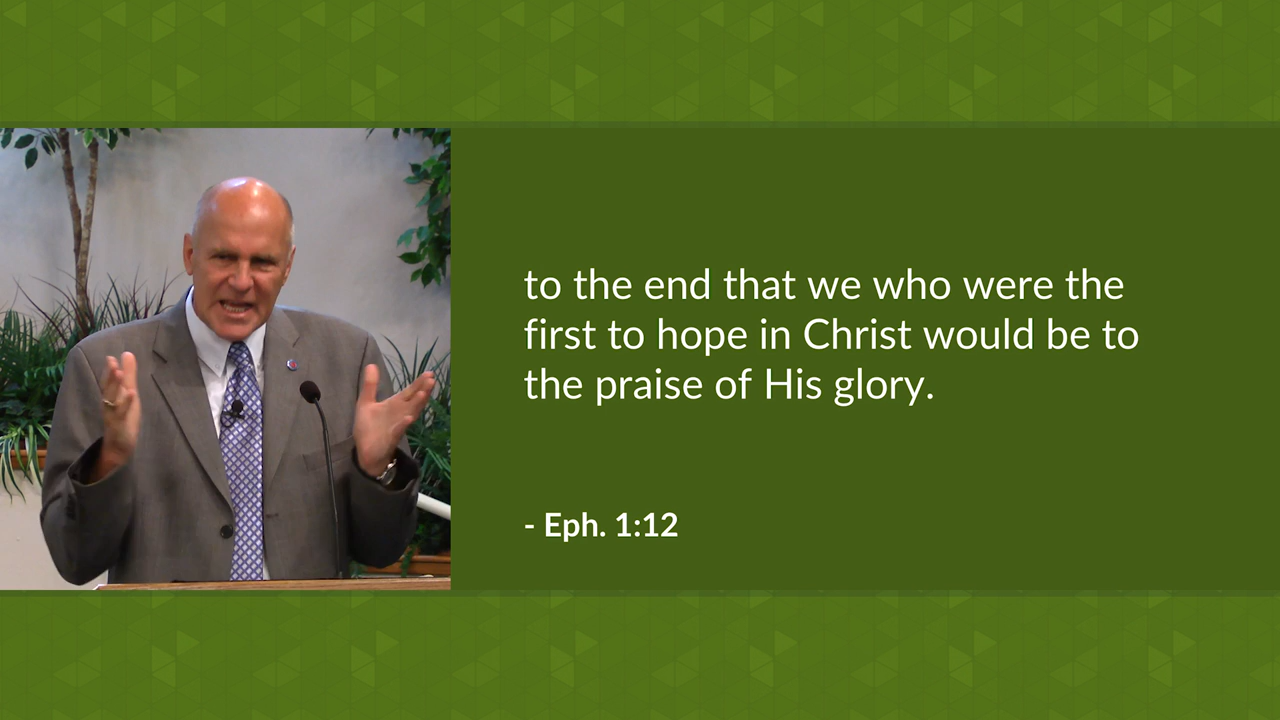 to the end that we who were the
first to hope in Christ would be to
the praise of His glory.
- Eph. 1:12